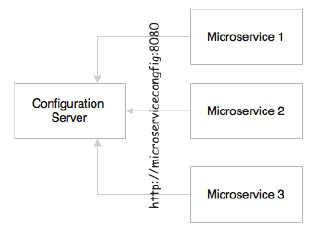 Microservice 1
Configuration
Server
Microservice 2
Microservice 3
http://microserviceconfig:8080